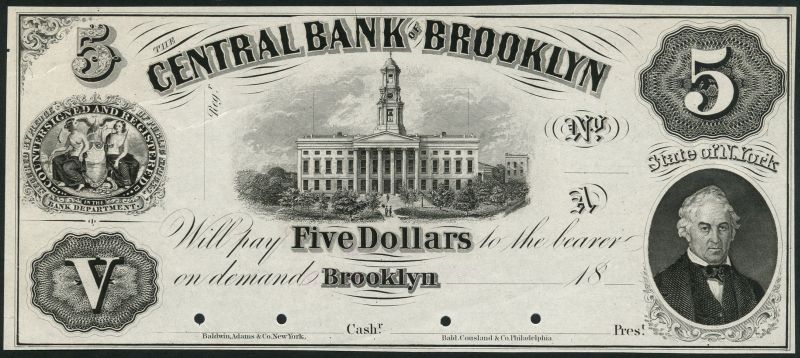 5
THE CENTRAL BANK OF BROOKLYN
5
Reg.r
COUNTERSIGNED AND REGISTERED
IN THE
BANK DEPARTMENT.
No.
A
State of N.York
Will pay Five Dollars to the bearer
on demand Brooklyn 18
V
Cash.r
Pres.t
Baldwin, Adams & Co. New York.
Bald. Cousland & Co. Philadelphia